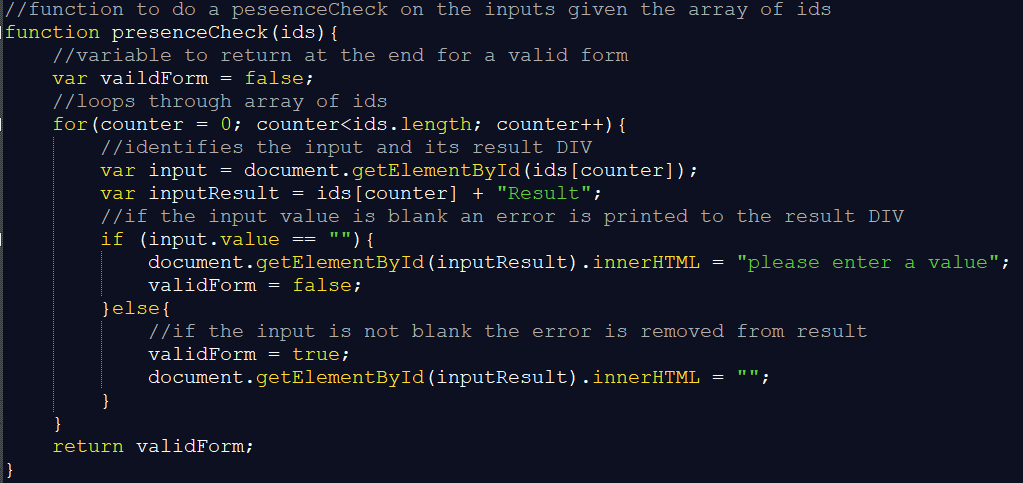 //function to do a peseenceCheck on the inputs given the array of ids
function presenceCheck(ids){
    //variable to return at the end for a valid form
    var vaildForm = false;
    //loops through array of ids
    for(counter = 0; counter<ids.length; counter++){
        //identifies the input and its result DIV
        var input = document.getElementById(ids[counter]);
        var inputResult = ids[counter] + "Result";
        //if the input value is blank an error is printed to the result DIV
        if (input.value == ""){
            document.getElementById(inputResult).innerHTML = "please enter a value";
            validForm = false;
        }else{
            //if the input is not blank the error is removed from result
            validForm = true;
            document.getElementById(inputResult).innerHTML = "";
        }
    }
    return validForm;
}